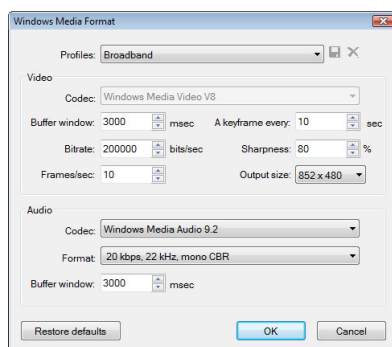 Windows Media Format
Profiles: Broadband
Video
Codec: Windows Media Video V8
Buffer window: 3000 msec A keyframe every: 10 sec
Bitrate: 200000 bits/sec Sharpness: 80 %
Frames/sec: 10 Output size: 852 x 480
Audio
Codec: Windows Media Audio 9.2
Format: 20 kbps, 22 kHz, mono CBR
Buffer window: 3000 msec
Restore defaults OK Cancel